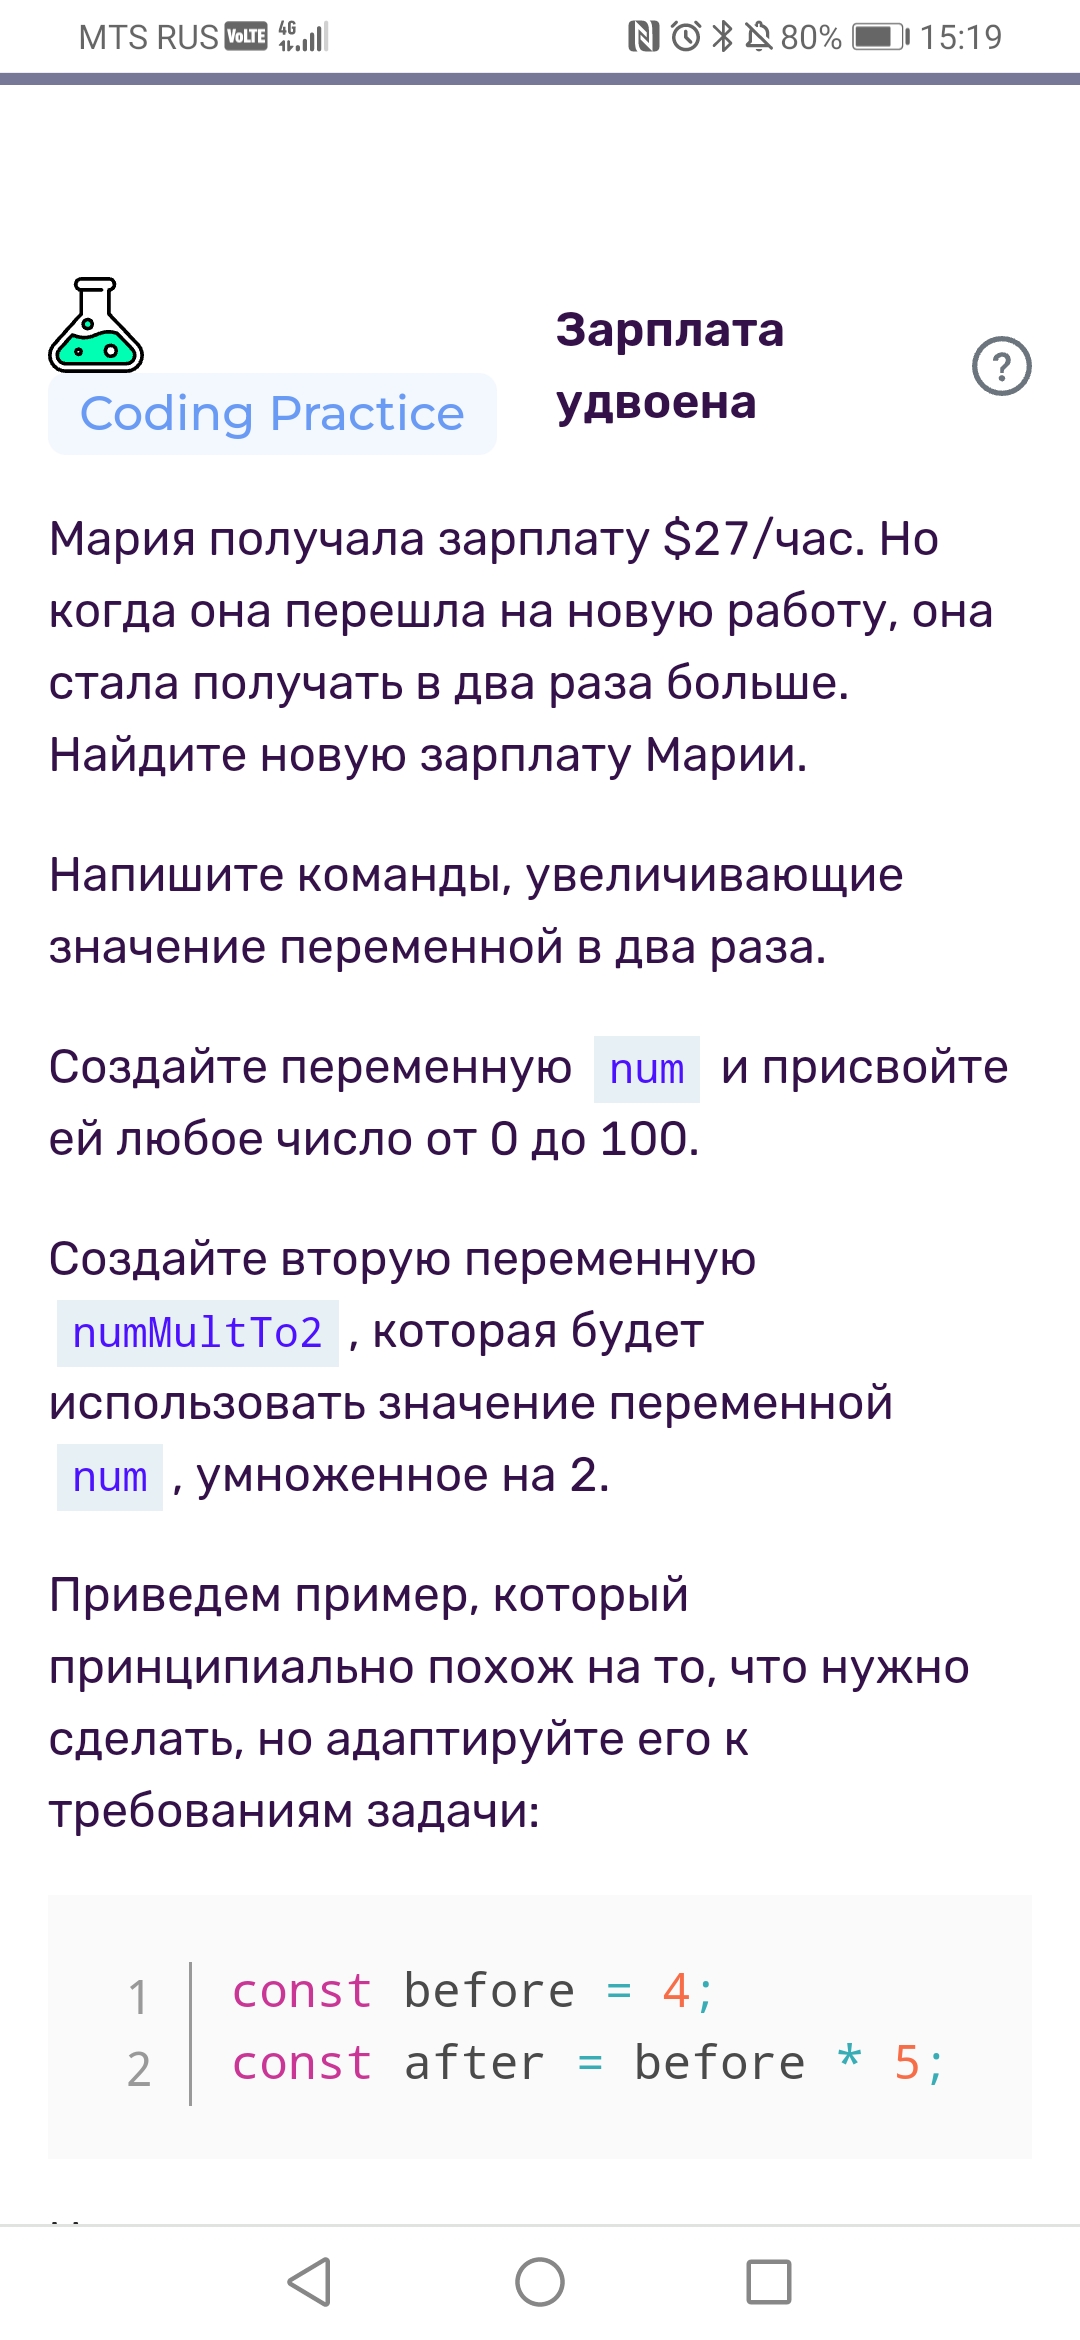 MTS RUS VoLTE 4G 80% 15:19
Coding Practice
Зарплата
удвоена
?
Мария получала зарплату $27/час. Но
когда она перешла на новую работу, она
стала получать в два раза больше.
Найдите новую зарплату Марии.
Напишите команды, увеличивающие
значение переменной в два раза.
Создайте переменную num и присвойте
ей любое число от 0 до 100.
Создайте вторую переменную
numMultTo2 , которая будет
использовать значение переменной
num , умноженное на 2.
Приведем пример, который
принципиально похож на то, что нужно
сделать, но адаптируйте его к
требованиям задачи:
1 const before = 4;
2 const after = before * 5;